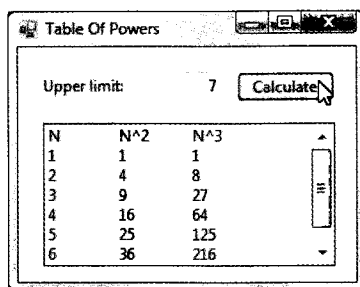 Table Of Powers
Upper limit: 7 Calculate
N N^2 N^3
1 1 1
2 4 8
3 9 27
4 16 64
5 25 125
6 36 216